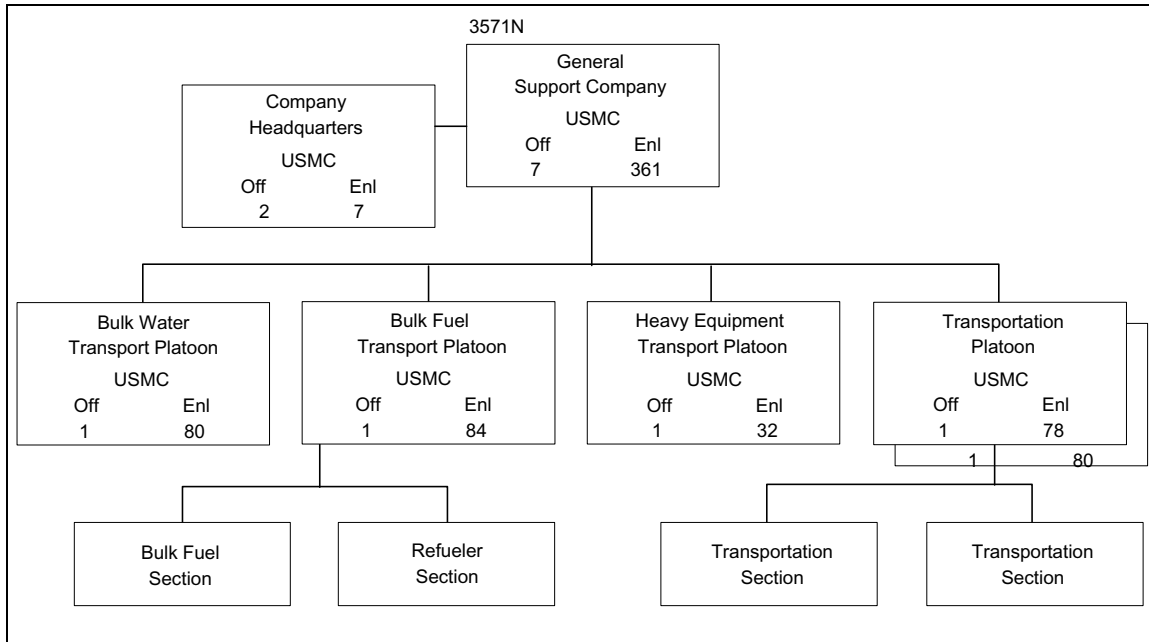 3571N
General
Support Company
USMC
Off Enl
7 361
Company
Headquarters
USMC
Off Enl
2 7
Bulk Water
Transport Platoon
USMC
Off Enl
1 80
Bulk Fuel
Transport Platoon
USMC
Off Enl
1 84
Heavy Equipment
Transport Platoon
USMC
Off Enl
1 32
Transportation
Platoon
USMC
Off Enl
1 78
1 80
Bulk Fuel
Section
Refueler
Section
Transportation
Section
Transportation
Section